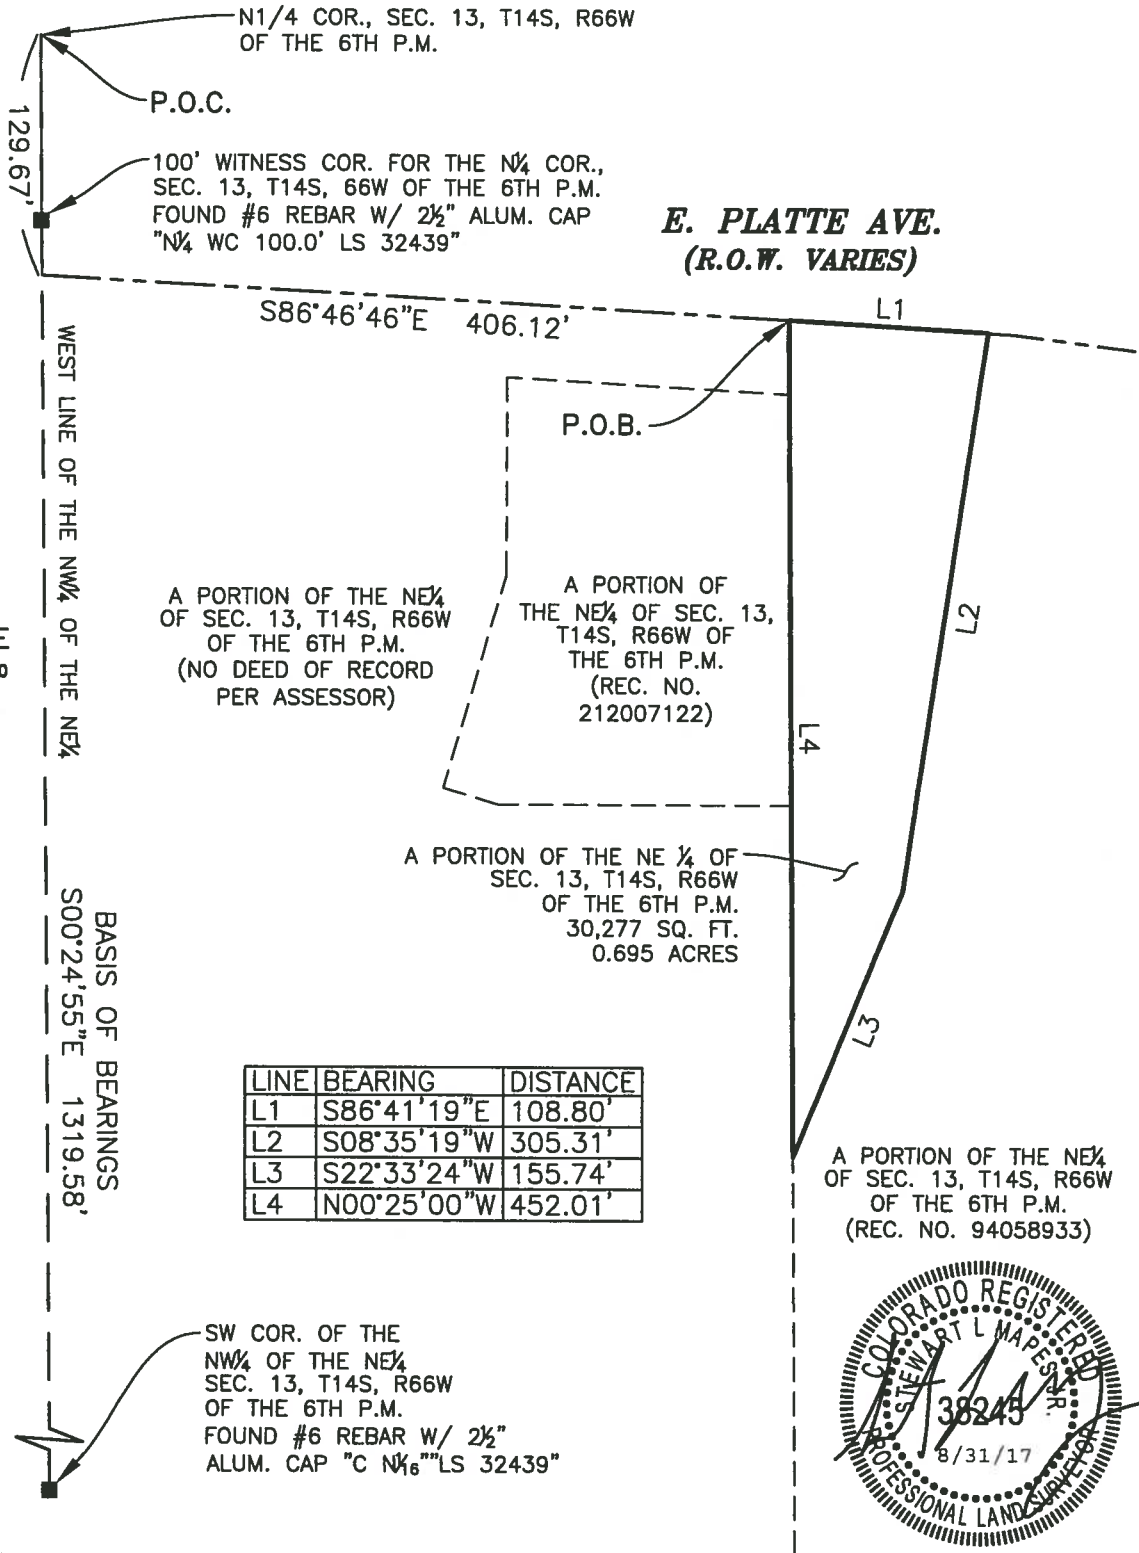 N1/4 COR., SEC. 13, T14S, R66W
OF THE 6TH P.M.
P.O.C.
129.67'
100' WITNESS COR. FOR THE N¼ COR.,
SEC. 13, T14S, 66W OF THE 6TH P.M.
FOUND #6 REBAR W/ 2½" ALUM. CAP
"N¼ WC 100.0' LS 32439"
E. PLATTE AVE.
(R.O.W. VARIES)
S86°46'46"E 406.12'
L1
P.O.B.
WEST LINE OF THE NW¼ OF THE NE¼
A PORTION OF THE NE¼
OF SEC. 13, T14S, R66W
OF THE 6TH P.M.
(NO DEED OF RECORD
PER ASSESSOR)
A PORTION OF
THE NE¼ OF SEC. 13,
T14S, R66W OF
THE 6TH P.M.
(REC. NO.
212007122)
L2
L4
A PORTION OF THE NE ¼ OF
SEC. 13, T14S, R66W
OF THE 6TH P.M.
30,277 SQ. FT.
0.695 ACRES
L3
BASIS OF BEARINGS
S00°24'55"E 1319.58'
LINE BEARING DISTANCE
L1 S86°41'19"E 108.80'
L2 S08°35'19"W 305.31'
L3 S22°33'24"W 155.74'
L4 N00°25'00"W 452.01'
A PORTION OF THE NE¼
OF SEC. 13, T14S, R66W
OF THE 6TH P.M.
(REC. NO. 94058933)
SW COR. OF THE
NW¼ OF THE NE¼
SEC. 13, T14S, R66W
OF THE 6TH P.M.
FOUND #6 REBAR W/ 2½"
ALUM. CAP "C N1/16""LS 32439"
COLORADO REGISTERED
STEWART L MAPES JR.
38245
8/31/17
PROFESSIONAL LAND SURVEYOR